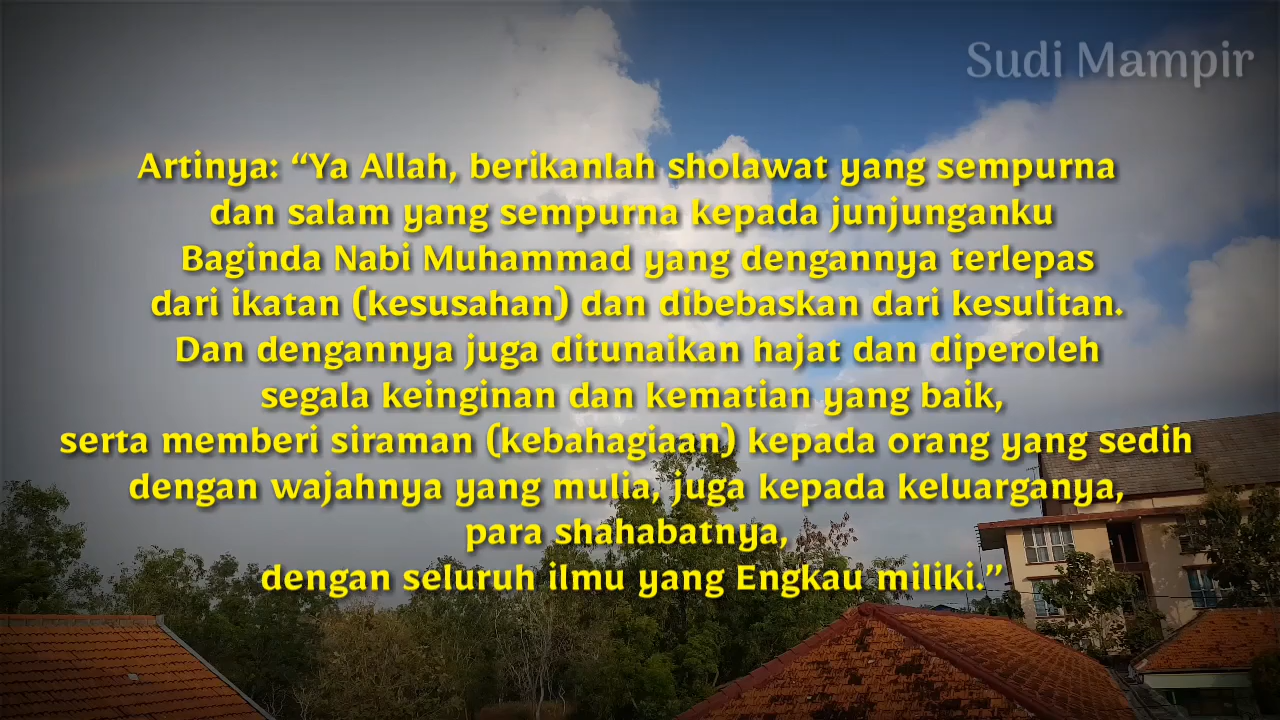 Sudi Mampir
Artinya: “Ya Allah, berikanlah sholawat yang sempurna
dan salam yang sempurna kepada junjunganku
Baginda Nabi Muhammad yang dengannya terlepas
dari ikatan (kesusahan) dan dibebaskan dari kesulitan.
Dan dengannya juga ditunaikan hajat dan diperoleh
segala keinginan dan kematian yang baik,
serta memberi siraman (kebahagiaan) kepada orang yang sedih
dengan wajahnya yang mulia, juga kepada keluarganya,
para shahabatnya,
dengan seluruh ilmu yang Engkau miliki.”